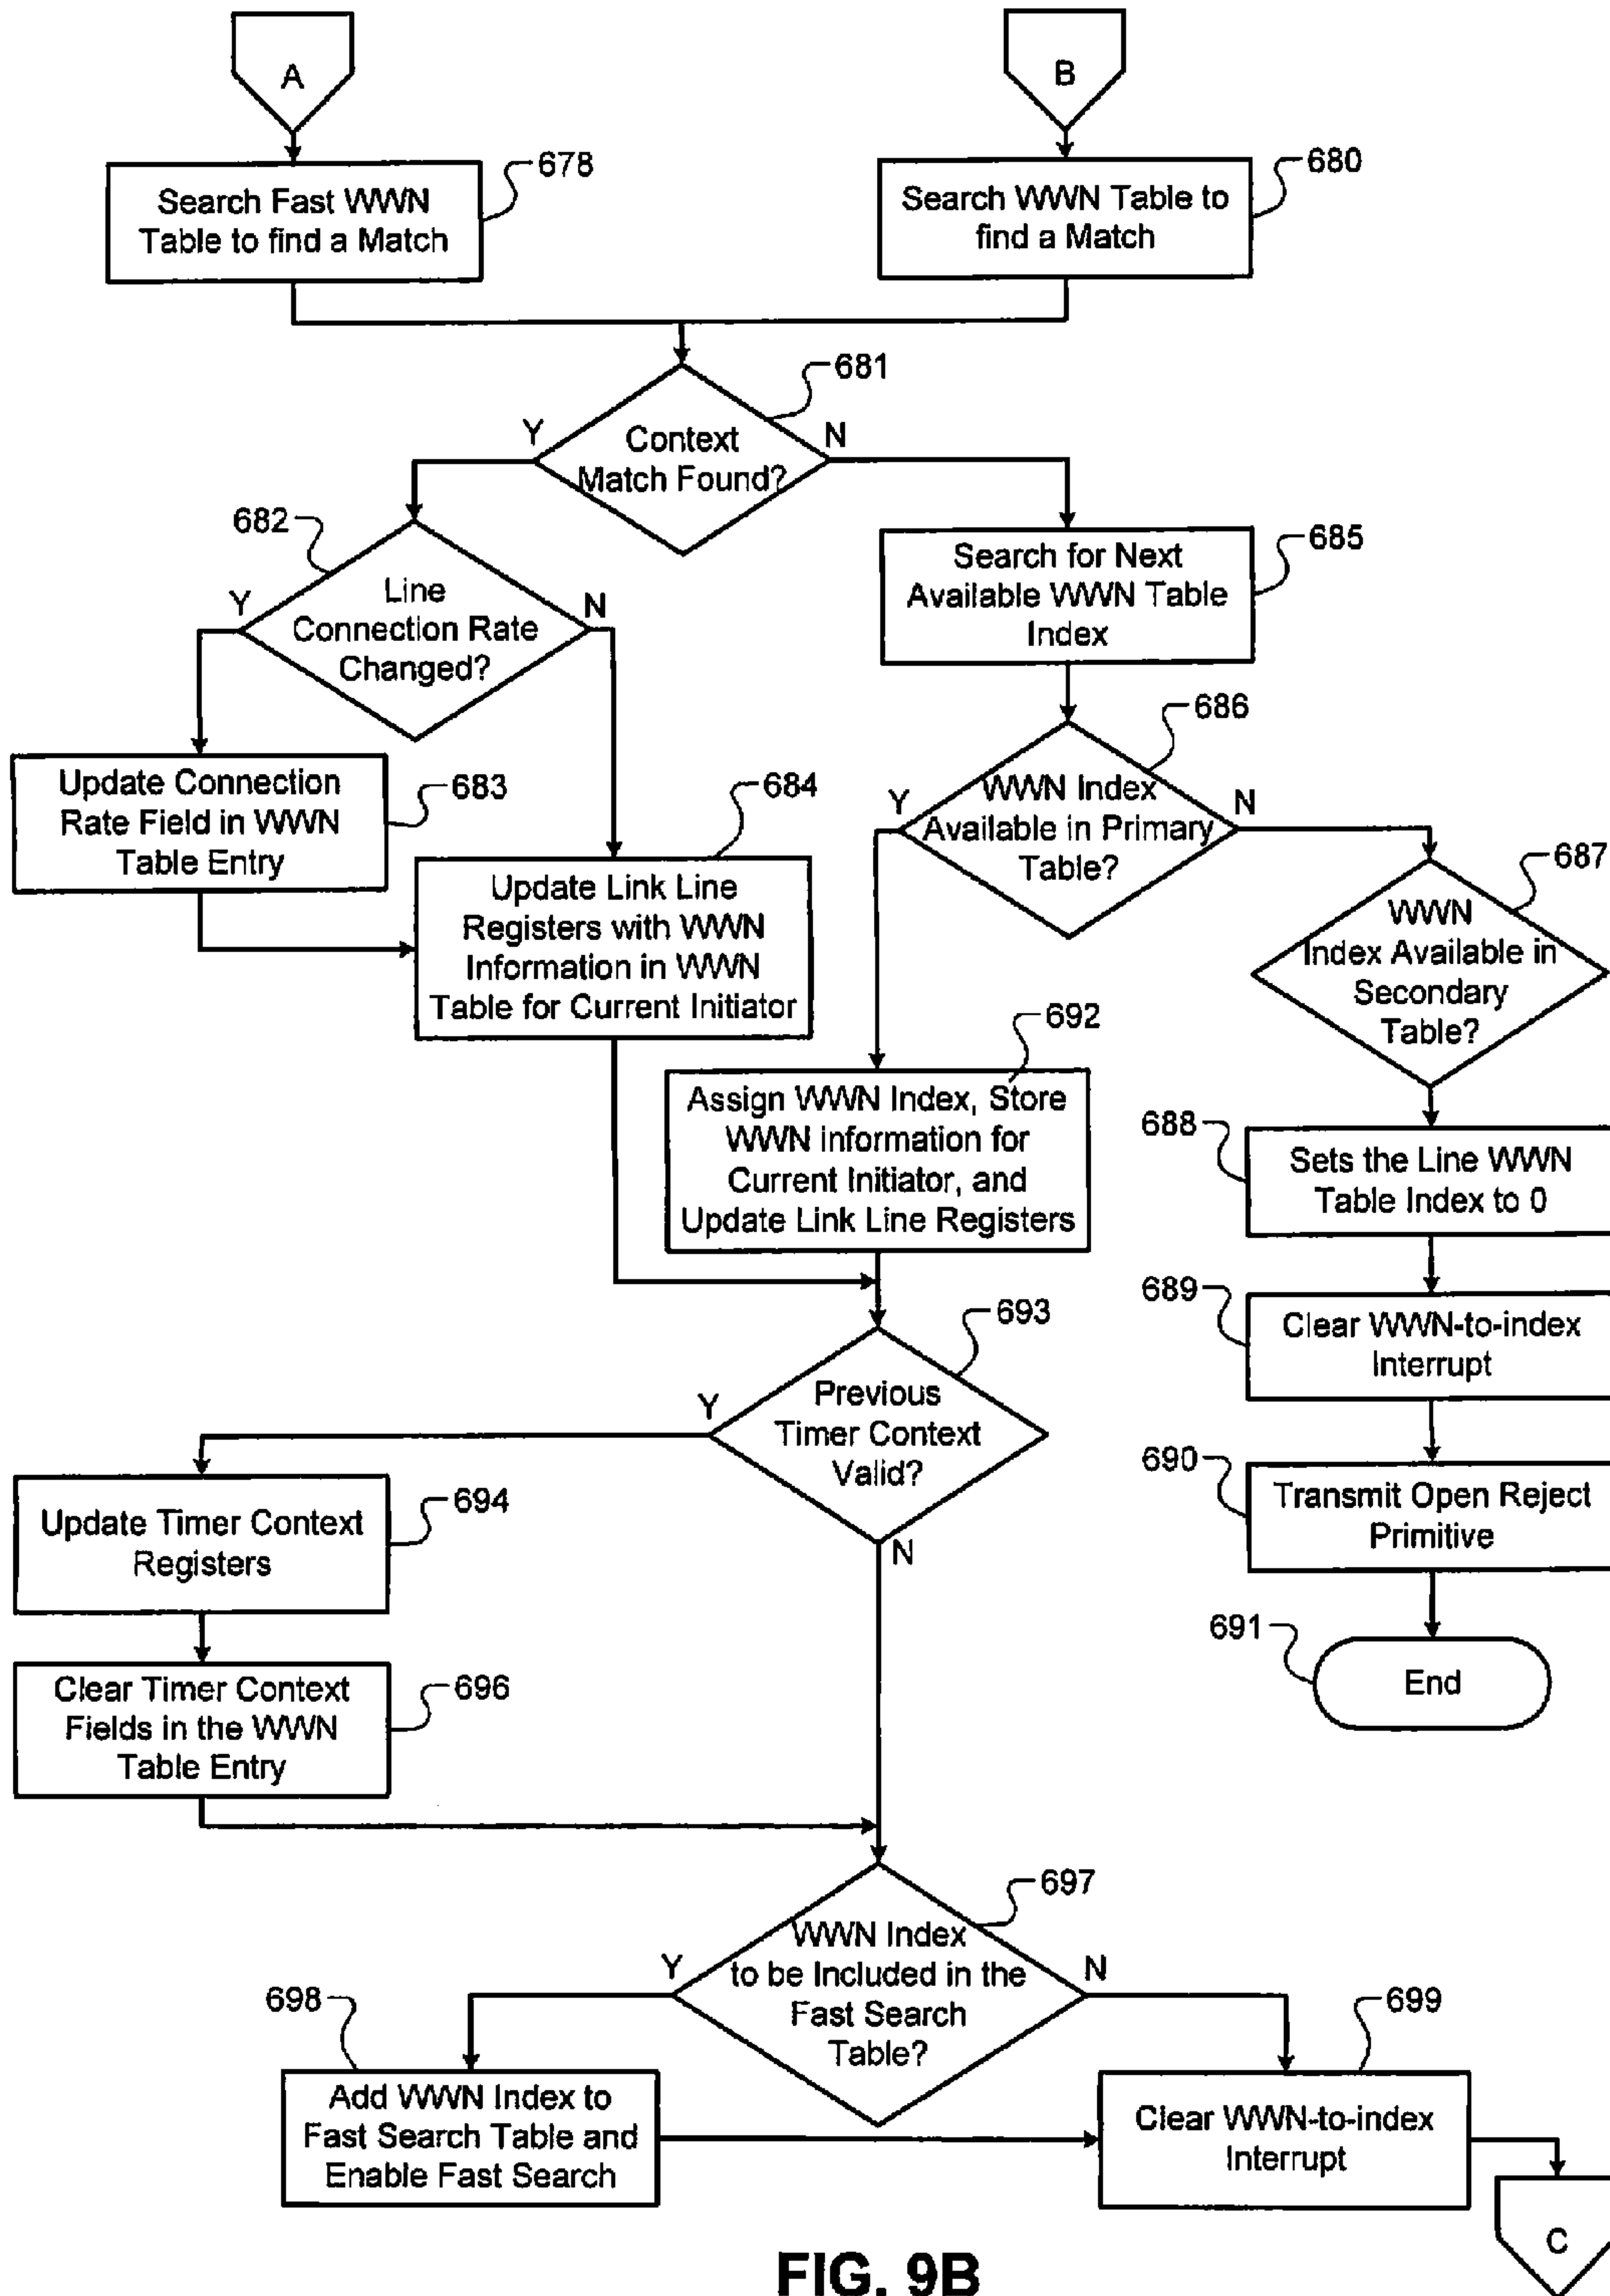 A
B
678
Search Fast WWN
Table to find a Match
680
Search WWN Table to
find a Match
681
Y
Context
Match Found?
N
682
Y
Line
Connection Rate
Changed?
N
685
Search for Next
Available WWN Table
Index
686
Y
WWN Index
Available in Primary
Table?
N
683
Update Connection
Rate Field in WWN
Table Entry
684
Update Link Line
Registers with WWN
Information in WWN
Table for Current Initiator
687
WWN
Index Available in
Secondary
Table?
692
Assign WWN Index, Store
WWN information for
Current Initiator, and
Update Link Line Registers
688
Sets the Line WWN
Table Index to 0
689
Clear WWN-to-index
Interrupt
693
Y
Previous
Timer Context
Valid?
N
690
Transmit Open Reject
Primitive
694
Update Timer Context
Registers
691
End
696
Clear Timer Context
Fields in the WWN
Table Entry
697
Y
WWN Index
to be Included in the
Fast Search
Table?
N
698
Add WWN Index to
Fast Search Table and
Enable Fast Search
699
Clear WWN-to-index
Interrupt
C
FIG. 9B